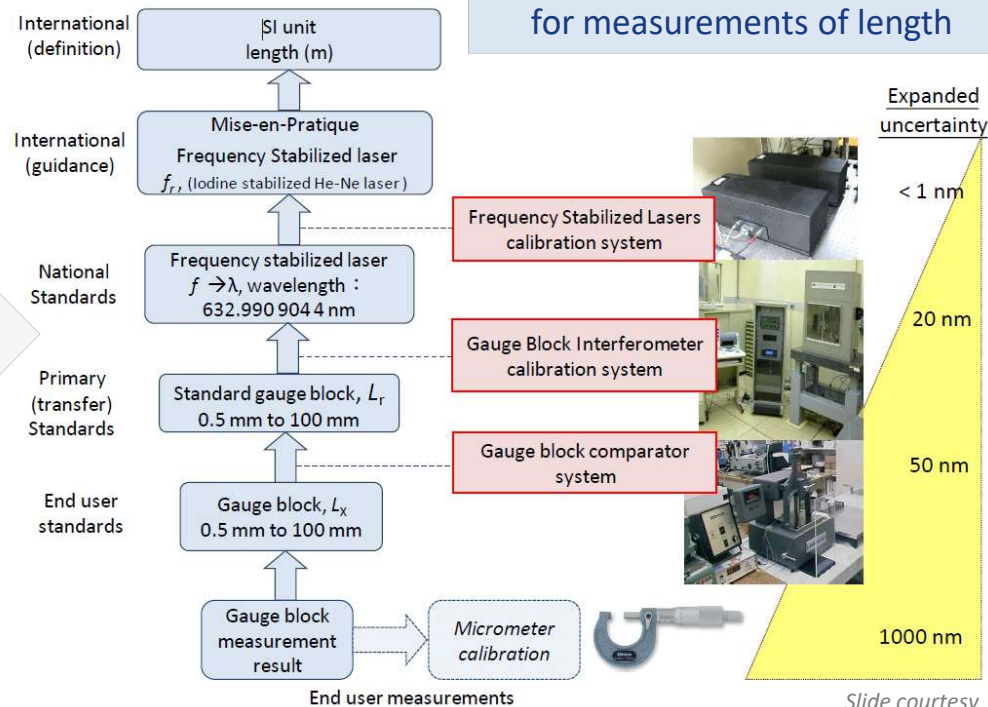 for measurements of length
International
(definition)
SI unit
length (m)
International
(guidance)
Mise-en-Pratique
Frequency Stabilized laser
fr, (Iodine stabilized He-Ne laser)
Expanded
uncertainty
< 1 nm
Frequency Stabilized Lasers
calibration system
National
Standards
Frequency stabilized laser
f →λ, wavelength :
632.990 904 4 nm
20 nm
Gauge Block Interferometer
calibration system
Primary
(transfer)
Standards
Standard gauge block, Lr
0.5 mm to 100 mm
Gauge block comparator
system
50 nm
End user
standards
Gauge block, Lx
0.5 mm to 100 mm
Gauge block
measurement
result
Micrometer
calibration
1000 nm
End user measurements
Slide courtesy